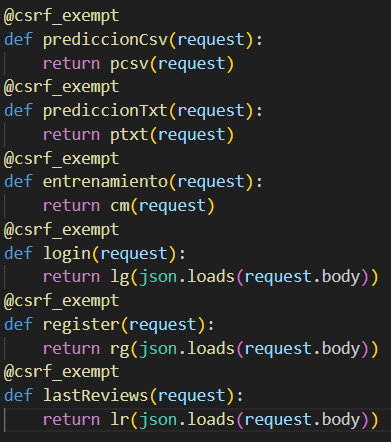 @csrf_exempt
def prediccionCsv(request):
    return pcsv(request)
@csrf_exempt
def prediccionTxt(request):
    return ptxt(request)
@csrf_exempt
def entrenamiento(request):
    return cm(request)
@csrf_exempt
def login(request):
    return lg(json.loads(request.body))
@csrf_exempt
def register(request):
    return rg(json.loads(request.body))
@csrf_exempt
def lastReviews(request):
    return lr(json.loads(request.body))